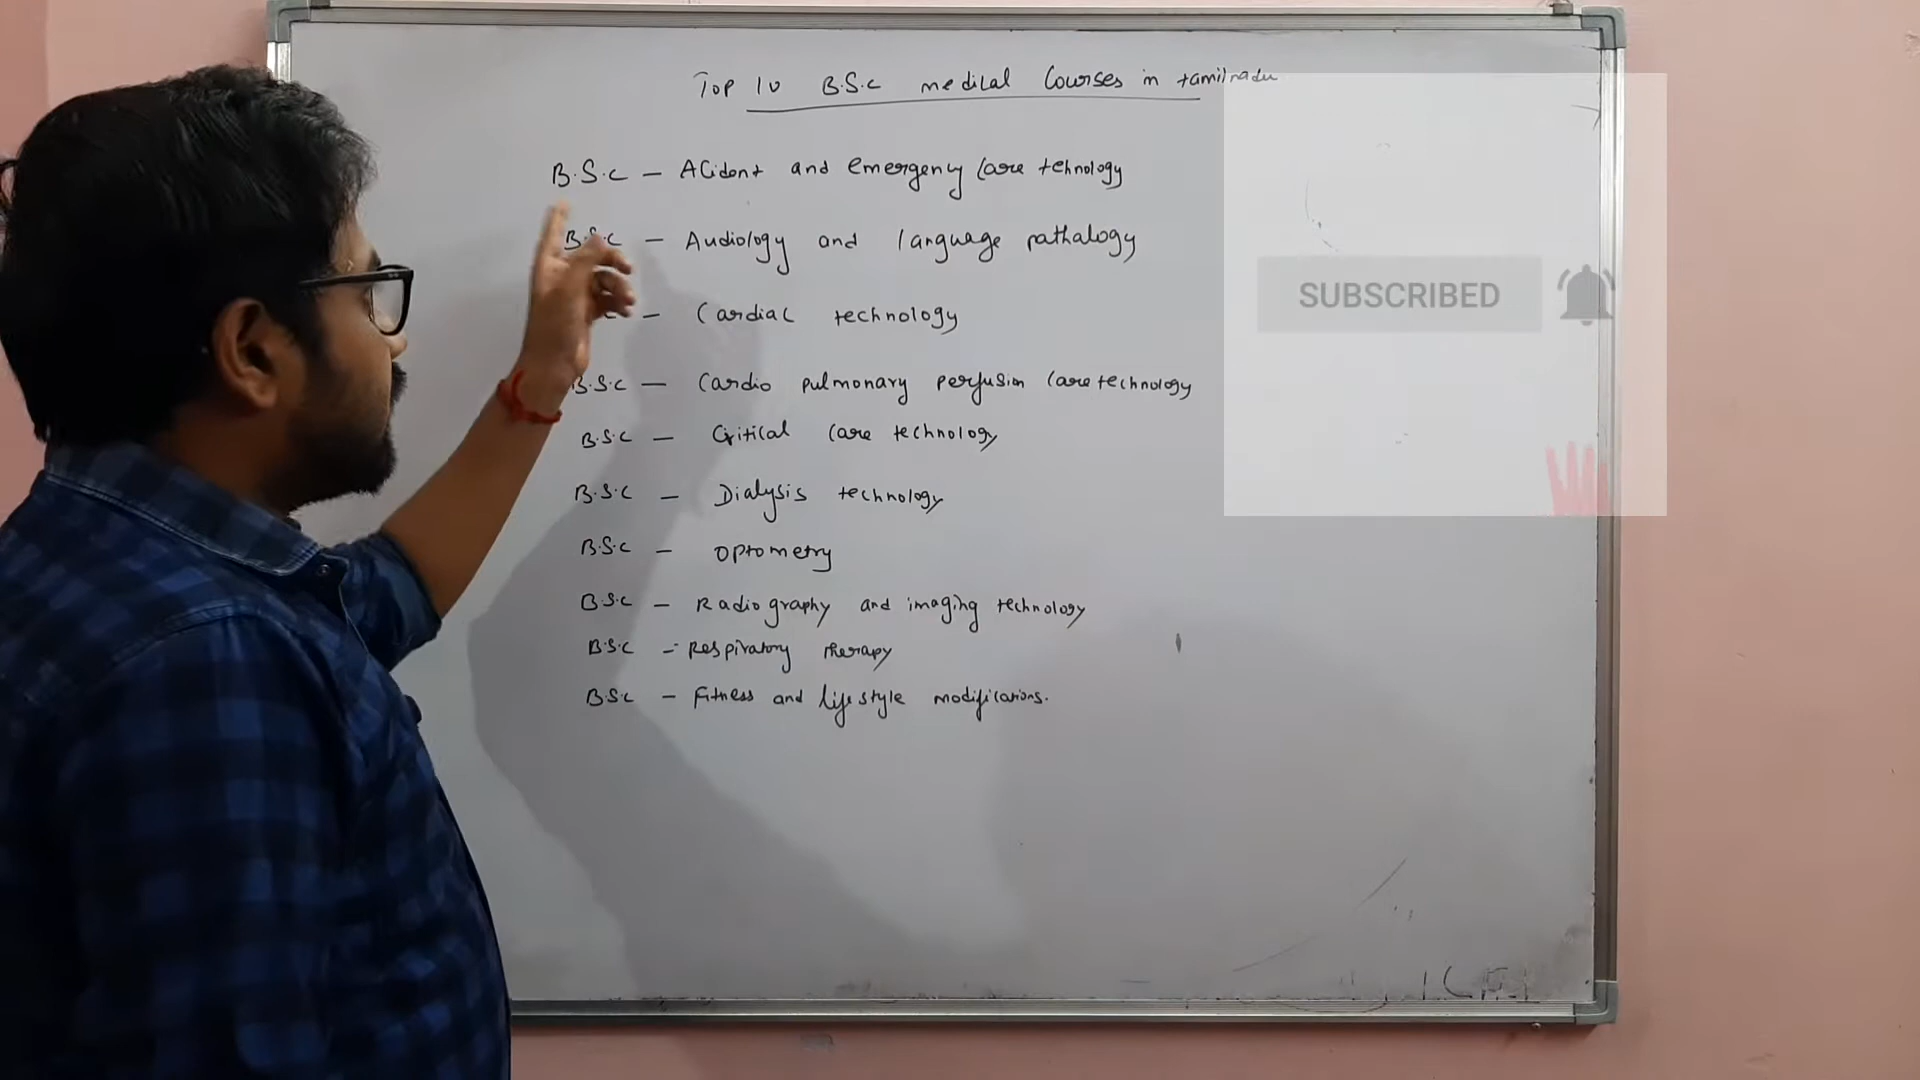 Top 10 B.S.c medical Courses in tamilnadu
B.S.c - Acident and emergency Care tehnology
B.S.c - Audiology and language pathalogy
c - Cardiac technology
B.S.c - Cardio pulmonary perfusion Care technology
B.S.c - Critical Care technology
B.S.c - Dialysis technology
B.S.c - Optometry
B.S.c - Radiography and imaging technology
B.S.c - Respiratory therapy
B.S.c - Fitness and lifestyle modifications.
SUBSCRIBED